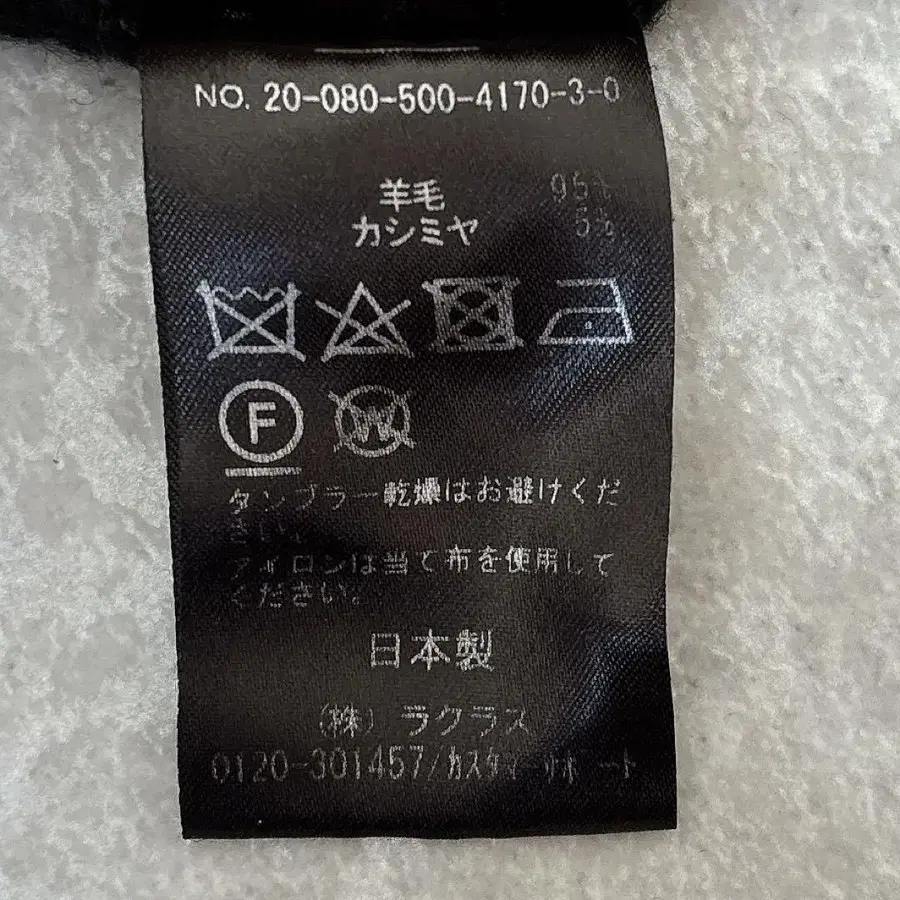 NO. 20-080-500-4170-3-0
羊毛 95%
カシミヤ 5%
F
W
タンブラー乾燥はお避けくだ
さい。
アイロンは当て布を使用して
ください。
日本製
(株) ラクラス
0120-301457/カスタマーサポート